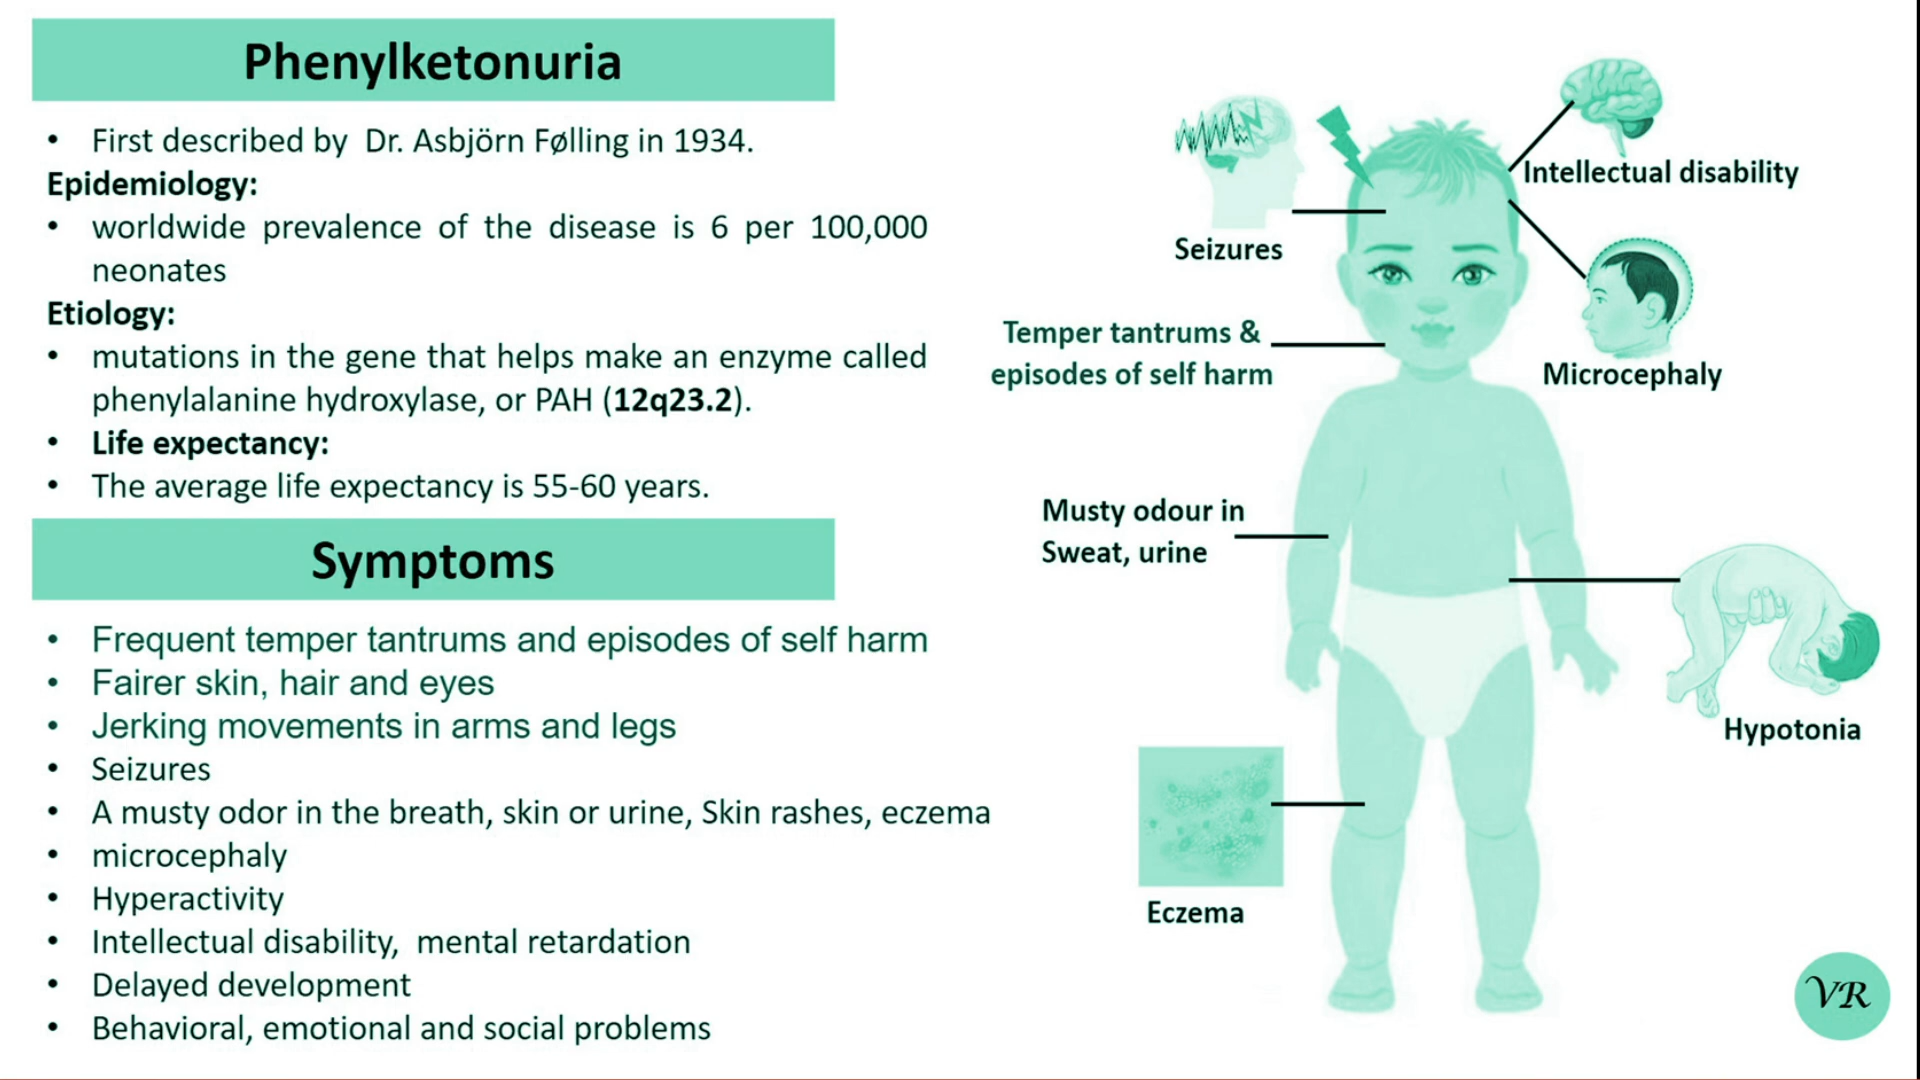 Phenylketonuria
• First described by Dr. Asbjörn Følling in 1934.
Epidemiology:
• worldwide prevalence of the disease is 6 per 100,000
neonates
Etiology:
• mutations in the gene that helps make an enzyme called
phenylalanine hydroxylase, or PAH (12q23.2).
• Life expectancy:
• The average life expectancy is 55-60 years.
Symptoms
• Frequent temper tantrums and episodes of self harm
• Fairer skin, hair and eyes
• Jerking movements in arms and legs
• Seizures
• A musty odor in the breath, skin or urine, Skin rashes, eczema
• microcephaly
• Hyperactivity
• Intellectual disability, mental retardation
• Delayed development
• Behavioral, emotional and social problems
Intellectual disability
Seizures
Temper tantrums &
episodes of self harm
Microcephaly
Musty odour in
Sweat, urine
Hypotonia
Eczema
VR